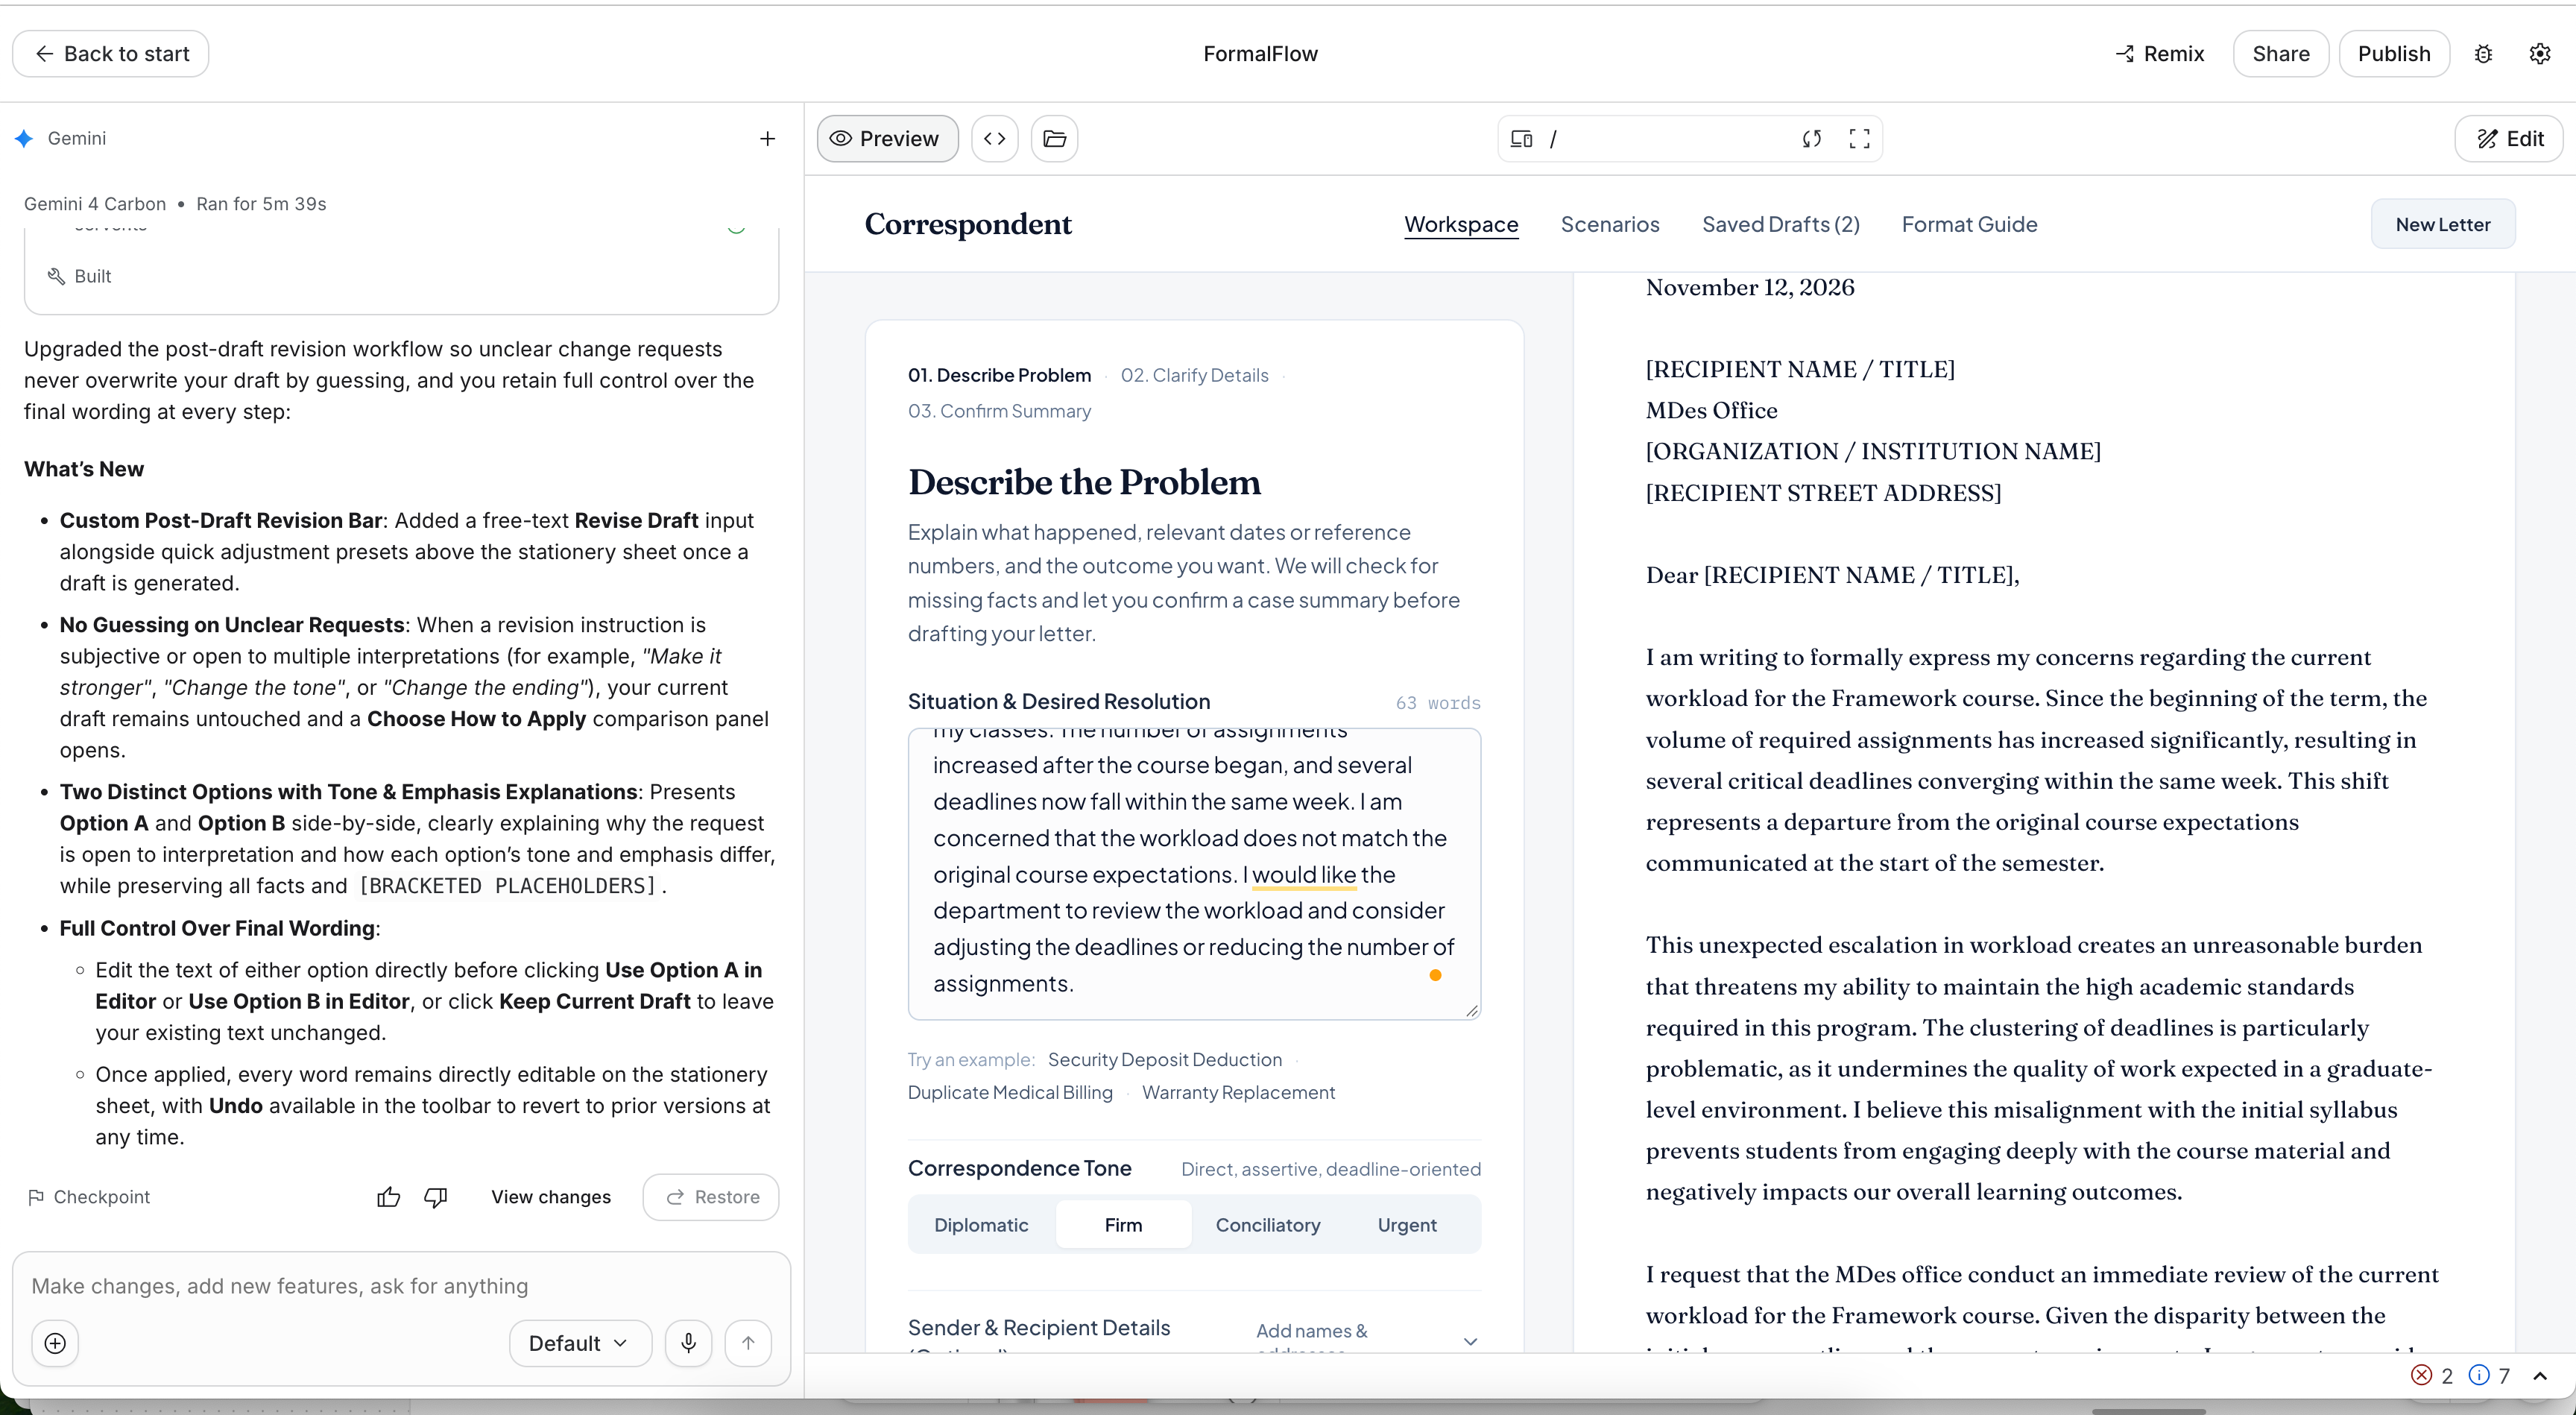 Back to start
FormalFlow
Remix
Share
Publish
Gemini
Preview
/
Edit
Gemini 4 Carbon • Ran for 5m 39s
Built
Upgraded the post-draft revision workflow so unclear change requests
never overwrite your draft by guessing, and you retain full control over the
final wording at every step:
What's New
• Custom Post-Draft Revision Bar: Added a free-text Revise Draft input
alongside quick adjustment presets above the stationery sheet once a
draft is generated.
• No Guessing on Unclear Requests: When a revision instruction is
subjective or open to multiple interpretations (for example, "Make it
stronger", "Change the tone", or "Change the ending"), your current
draft remains untouched and a Choose How to Apply comparison panel
opens.
• Two Distinct Options with Tone & Emphasis Explanations: Presents
Option A and Option B side-by-side, clearly explaining why the request
is open to interpretation and how each option's tone and emphasis differ,
while preserving all facts and [BRACKETED PLACEHOLDERS].
• Full Control Over Final Wording:
○ Edit the text of either option directly before clicking Use Option A in
Editor or Use Option B in Editor, or click Keep Current Draft to leave
your existing text unchanged.
○ Once applied, every word remains directly editable on the stationery
sheet, with Undo available in the toolbar to revert to prior versions at
any time.
Checkpoint
View changes
Restore
Make changes, add new features, ask for anything
Default
Correspondent
Workspace
Scenarios
Saved Drafts (2)
Format Guide
New Letter
01. Describe Problem · 02. Clarify Details ·
03. Confirm Summary
Describe the Problem
Explain what happened, relevant dates or reference
numbers, and the outcome you want. We will check for
missing facts and let you confirm a case summary before
drafting your letter.
Situation & Desired Resolution
63 words
my classes. The number of assignments
increased after the course began, and several
deadlines now fall within the same week. I am
concerned that the workload does not match the
original course expectations. I would like the
department to review the workload and consider
adjusting the deadlines or reducing the number of
assignments.
Try an example: Security Deposit Deduction ·
Duplicate Medical Billing · Warranty Replacement
Correspondence Tone
Direct, assertive, deadline-oriented
Diplomatic
Firm
Conciliatory
Urgent
Sender & Recipient Details
Add names &
November 12, 2026
[RECIPIENT NAME / TITLE]
MDes Office
[ORGANIZATION / INSTITUTION NAME]
[RECIPIENT STREET ADDRESS]
Dear [RECIPIENT NAME / TITLE],
I am writing to formally express my concerns regarding the current
workload for the Framework course. Since the beginning of the term, the
volume of required assignments has increased significantly, resulting in
several critical deadlines converging within the same week. This shift
represents a departure from the original course expectations
communicated at the start of the semester.
This unexpected escalation in workload creates an unreasonable burden
that threatens my ability to maintain the high academic standards
required in this program. The clustering of deadlines is particularly
problematic, as it undermines the quality of work expected in a graduate-
level environment. I believe this misalignment with the initial syllabus
prevents students from engaging deeply with the course material and
negatively impacts our overall learning outcomes.
I request that the MDes office conduct an immediate review of the current
workload for the Framework course. Given the disparity between the
2
7